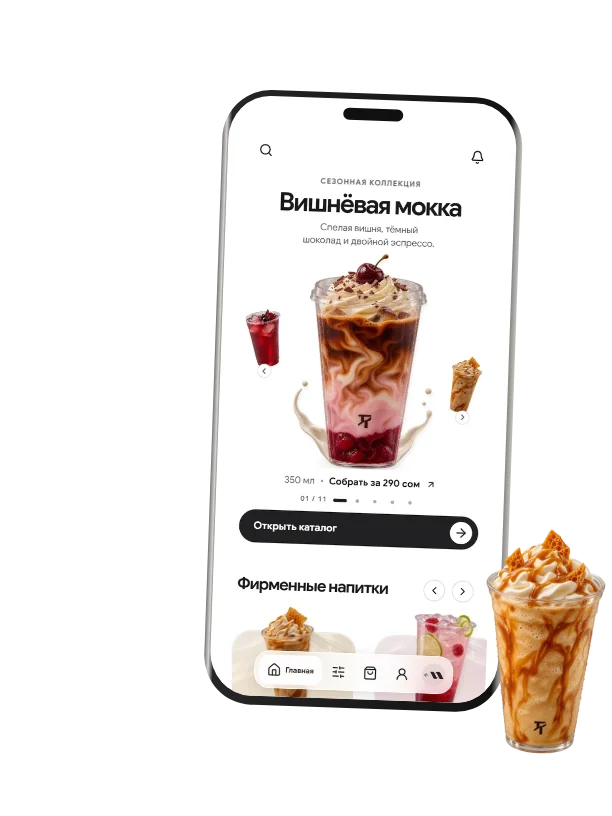 СЕЗОННАЯ КОЛЛЕКЦИЯ
Вишнёвая мокка
Спелая вишня, тёмный
шоколад и двойной эспрессо.
350 мл • Собрать за 290 сом
01 / 11
Открыть каталог
Фирменные напитки
Главная